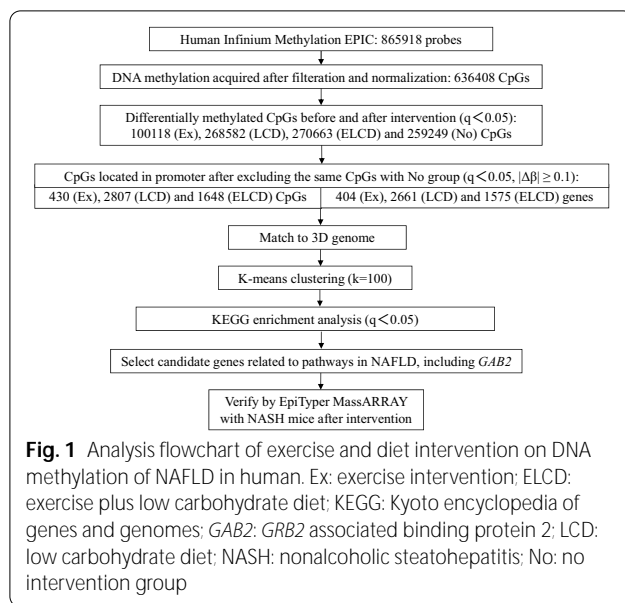 Human Infinium Methylation EPIC: 865918 probes
DNA methylation acquired after filteration and normalization: 636408 CpGs
Differentially methylated CpGs before and after intervention (q<0.05):
100118 (Ex), 268582 (LCD), 270663 (ELCD) and 259249 (No) CpGs
CpGs located in promoter after excluding the same CpGs with No group (q<0.05, |Δβ|≥0.1):
430 (Ex), 2807 (LCD) and 1648 (ELCD) CpGs
404 (Ex), 2661 (LCD) and 1575 (ELCD) genes
Match to 3D genome
K-means clustering (k=100)
KEGG enrichment analysis (q<0.05)
Select candidate genes related to pathways in NAFLD, including GAB2
Verify by EpiTyper MassARRAY
with NASH mice after intervention
Fig. 1 Analysis flowchart of exercise and diet intervention on DNA
methylation of NAFLD in human. Ex: exercise intervention; ELCD:
exercise plus low carbohydrate diet; KEGG: Kyoto encyclopedia of
genes and genomes; GAB2: GRB2 associated binding protein 2; LCD:
low carbohydrate diet; NASH: nonalcoholic steatohepatitis; No: no
intervention group